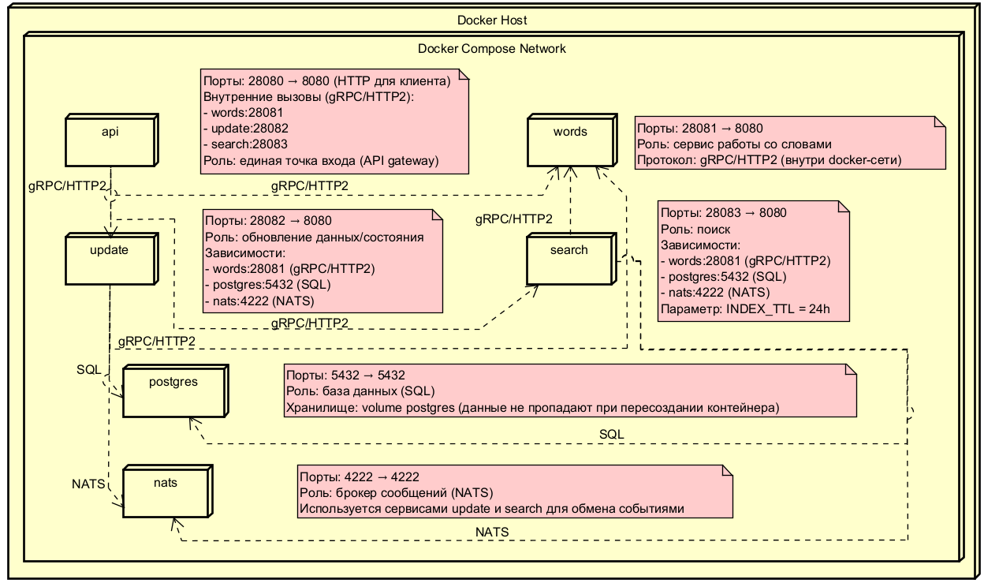 Docker Host
Docker Compose Network
api
Порты: 28080 → 8080 (HTTP для клиента)
Внутренние вызовы (gRPC/HTTP2):
- words:28081
- update:28082
- search:28083
Роль: единая точка входа (API gateway)
words
Порты: 28081 → 8080
Роль: сервис работы со словами
Протокол: gRPC/HTTP2 (внутри docker-сети)
gRPC/HTTP2
gRPC/HTTP2
gRPC/HTTP2
update
Порты: 28082 → 8080
Роль: обновление данных/состояния
Зависимости:
- words:28081 (gRPC/HTTP2)
- postgres:5432 (SQL)
- nats:4222 (NATS)
search
Порты: 28083 → 8080
Роль: поиск
Зависимости:
- words:28081 (gRPC/HTTP2)
- postgres:5432 (SQL)
- nats:4222 (NATS)
Параметр: INDEX_TTL = 24h
gRPC/HTTP2
gRPC/HTTP2
SQL
postgres
Порты: 5432 → 5432
Роль: база данных (SQL)
Хранилище: volume postgres (данные не пропадают при пересоздании контейнера)
SQL
NATS
nats
Порты: 4222 → 4222
Роль: брокер сообщений (NATS)
Используется сервисами update и search для обмена событиями
NATS